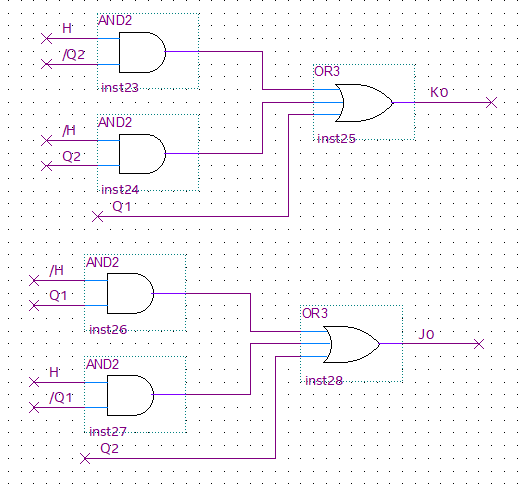 AND2
H
/Q2
inst23
OR3
K0
inst25
AND2
/H
Q2
inst24
Q1
AND2
/H
Q1
inst26
OR3
J0
inst28
AND2
H
/Q1
inst27
Q2